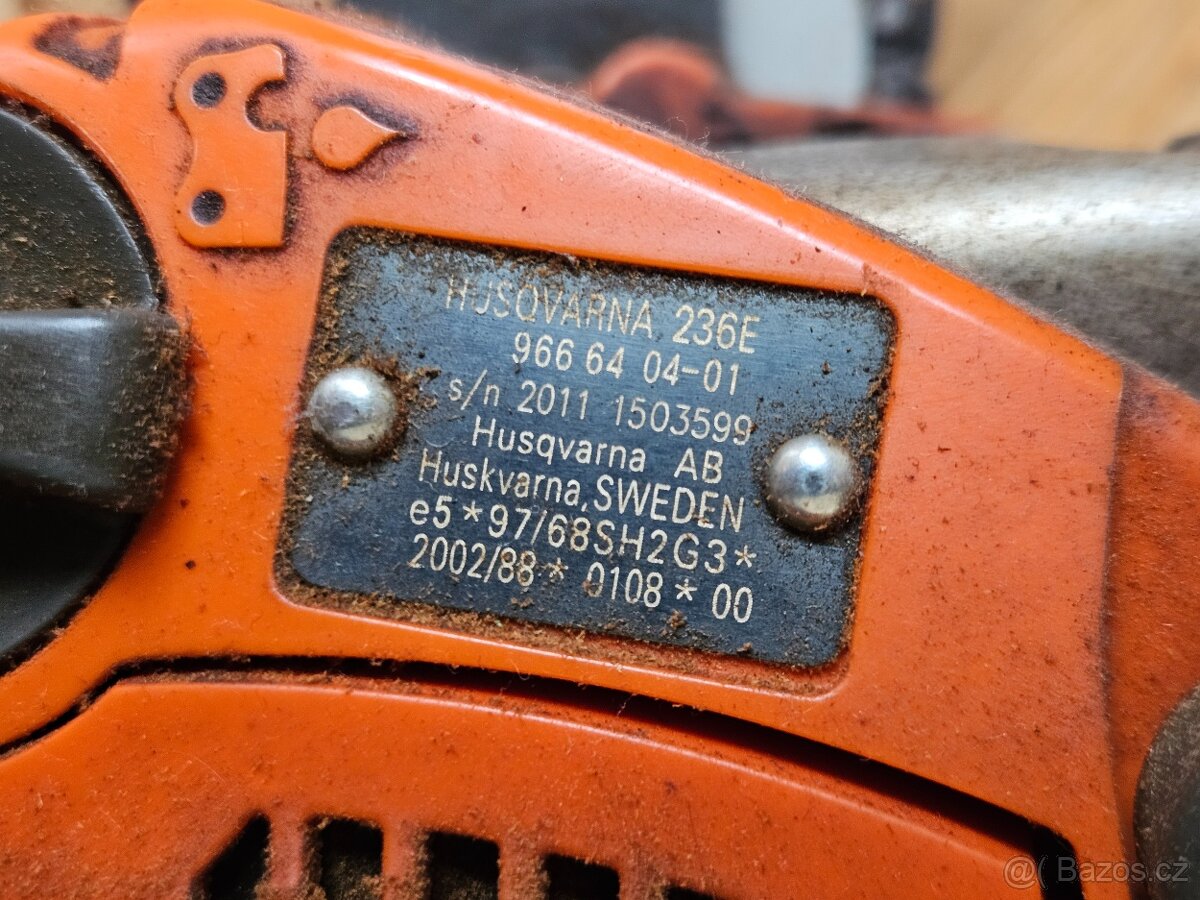 HUSQVARNA 236E
966 64 04-01
s/n 2011 1503599
Husqvarna AB
Huskvarna, SWEDEN
e5*97/68SH2G3*
2002/88*0108*00
@Bazos.cz